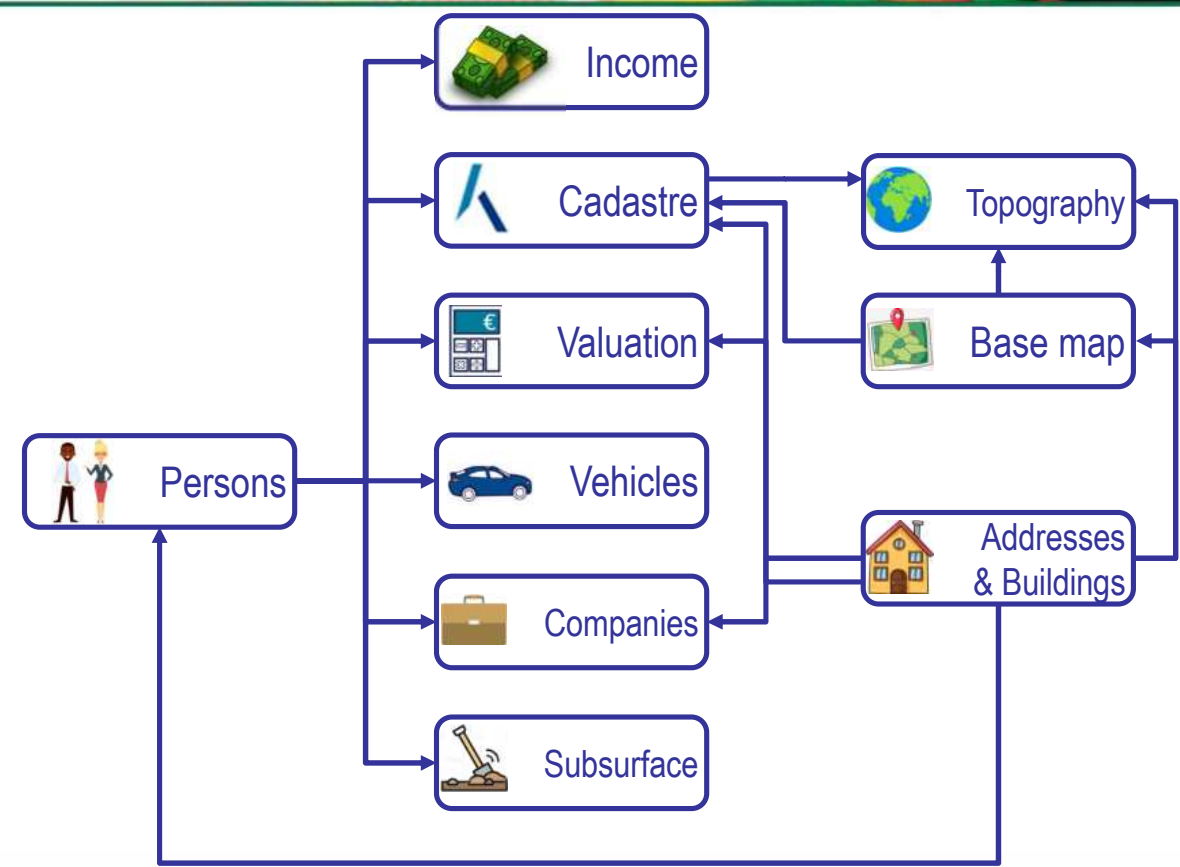 Income
Cadastre
Topography
€
Valuation
Base map
Persons
Vehicles
Addresses
& Buildings
Companies
Subsurface